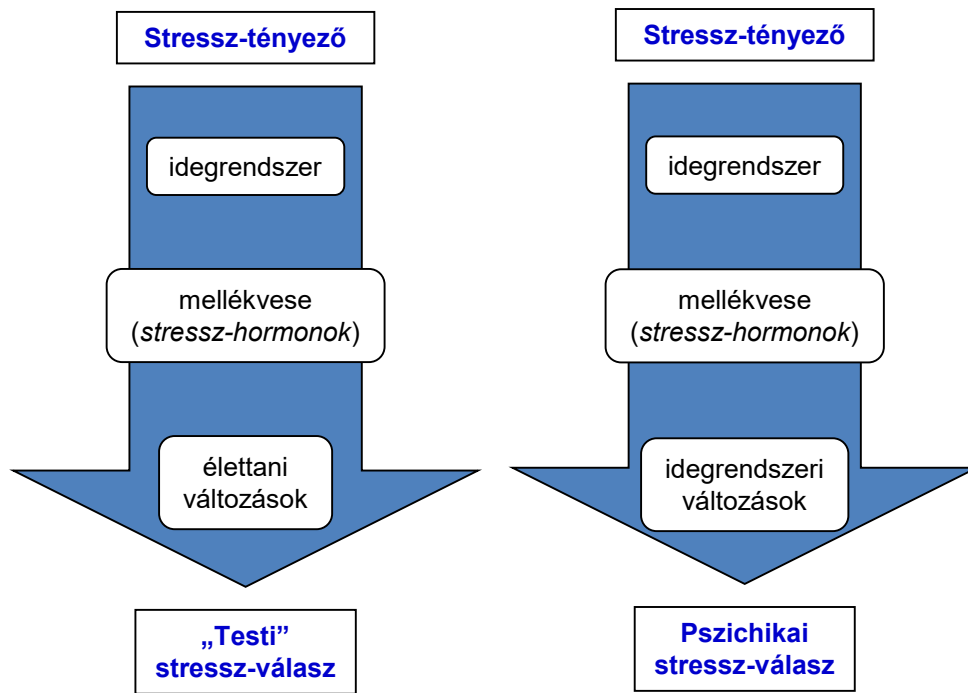 Stressz-tényező
idegrendszer
mellékvese
(stressz-hormonok)
élettani
változások
„Testi”
stressz-válasz
Stressz-tényező
idegrendszer
mellékvese
(stressz-hormonok)
idegrendszeri
változások
Pszichikai
stressz-válasz